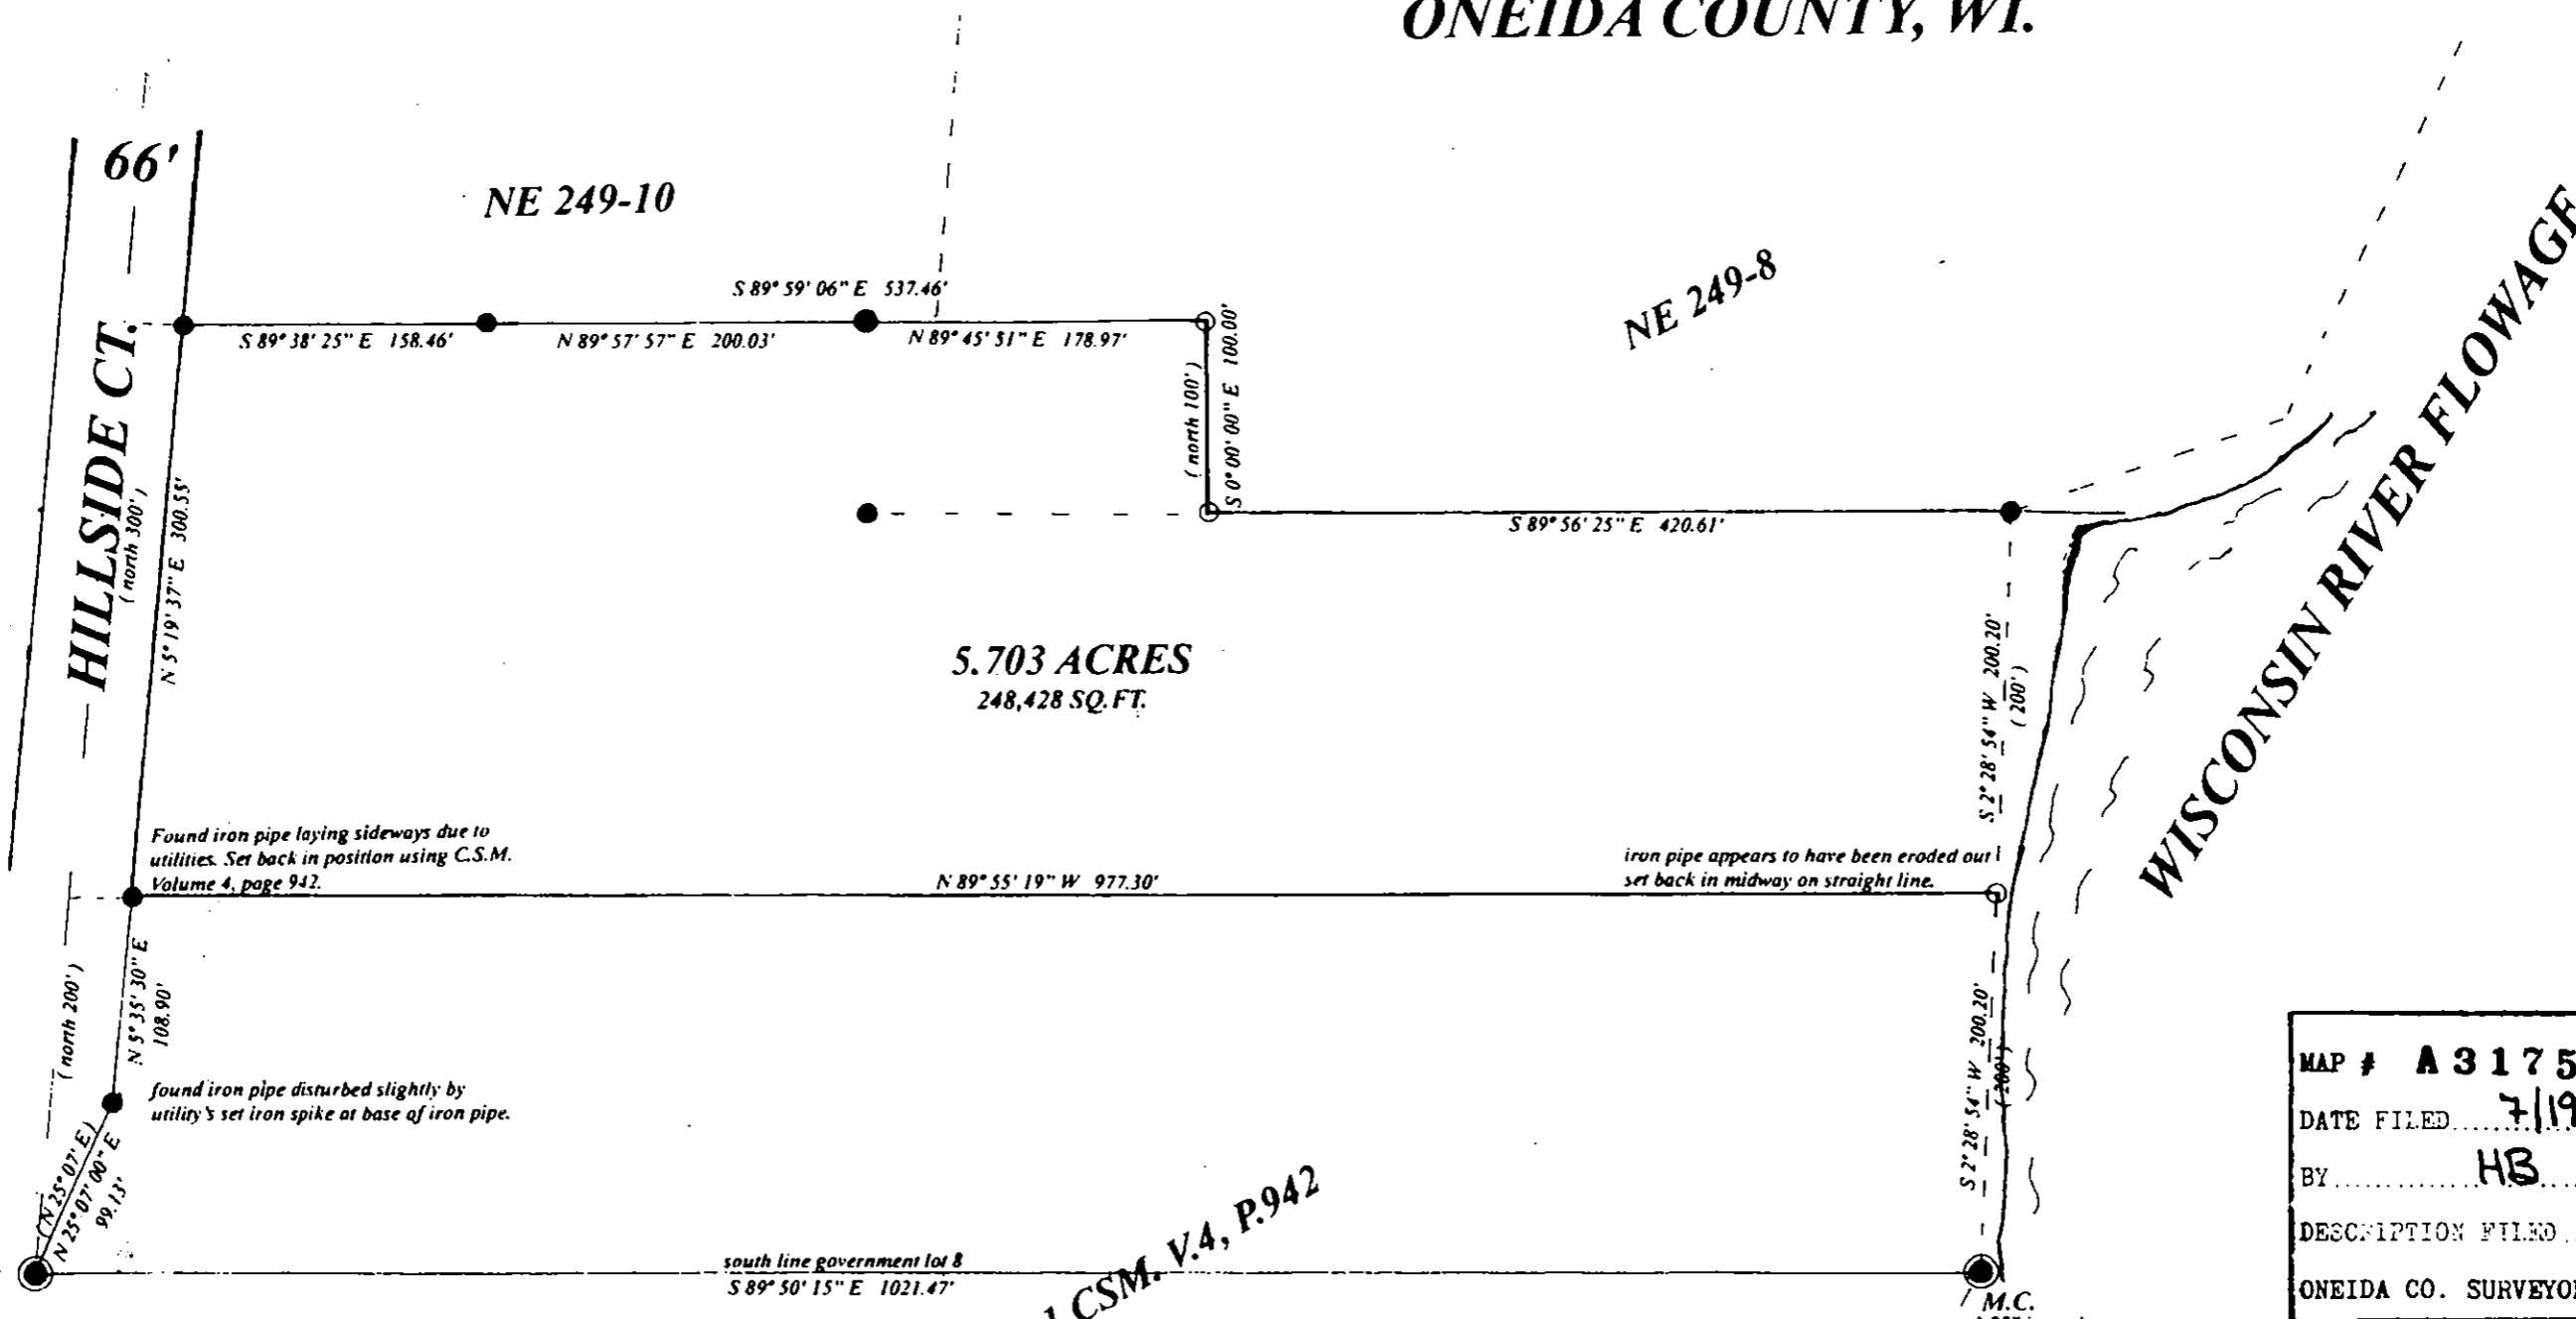 ONEIDA COUNTY, WI.
66'
NE 249-10
S 89° 59' 06" E 537.46'
S 89° 38' 25" E 158.46'
N 89° 57' 57" E 200.03'
N 89° 45' 51" E 178.97'
NE 249-8
HILLSIDE CT.
( north 300' )
N 5° 19' 37" E 300.55'
( north 100' )
S 0° 00' 00" E 100.00'
S 89° 56' 25" E 420.61'
WISCONSIN RIVER FLOWAGE
5.703 ACRES
248,428 SQ.FT.
S 2° 28' 54" W 200.20'
( 200' )
Found iron pipe laying sideways due to
utilities. Set back in position using C.S.M.
Volume 4, page 942.
iron pipe appears to have been eroded out
set back in midway on straight line.
N 89° 55' 19" W 977.30'
( north 200' )
N 5° 35' 30" E
108.90'
S 2° 28' 54" W 200.20'
( 200' )
found iron pipe disturbed slightly by
utility's set iron spike at base of iron pipe.
( N 25° 07' E )
N 25° 07' 00" E
99.13'
south line government lot 8
S 89° 50' 15" E 1021.47'
CSM. V.4, P.942
M.C.
MAP # A3175
DATE FILED 7/19
BY HB
DESCRIPTION FILED
ONEIDA CO. SURVEYOR